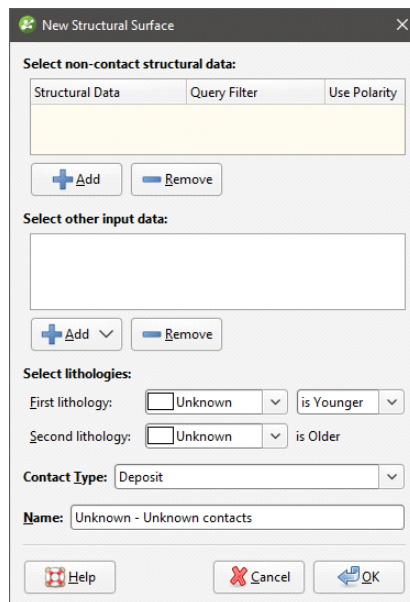 New Structural Surface
Select non-contact structural data:
Structural Data Query Filter Use Polarity
Add Remove
Select other input data:
Add Remove
Select lithologies:
First lithology: Unknown is Younger
Second lithology: Unknown is Older
Contact Type: Deposit
Name: Unknown - Unknown contacts
Help Cancel OK